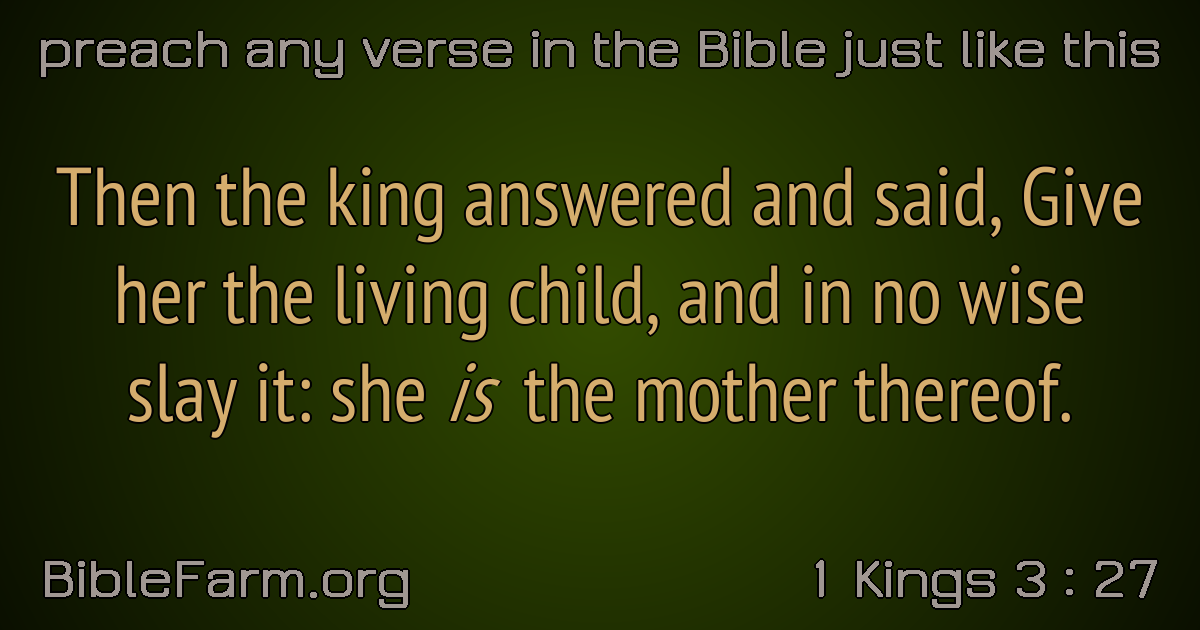 preach any verse in the Bible just like this
Then the king answered and said, Give
her the living child, and in no wise
slay it: she is the mother thereof.
BibleFarm.org
1 Kings 3 : 27